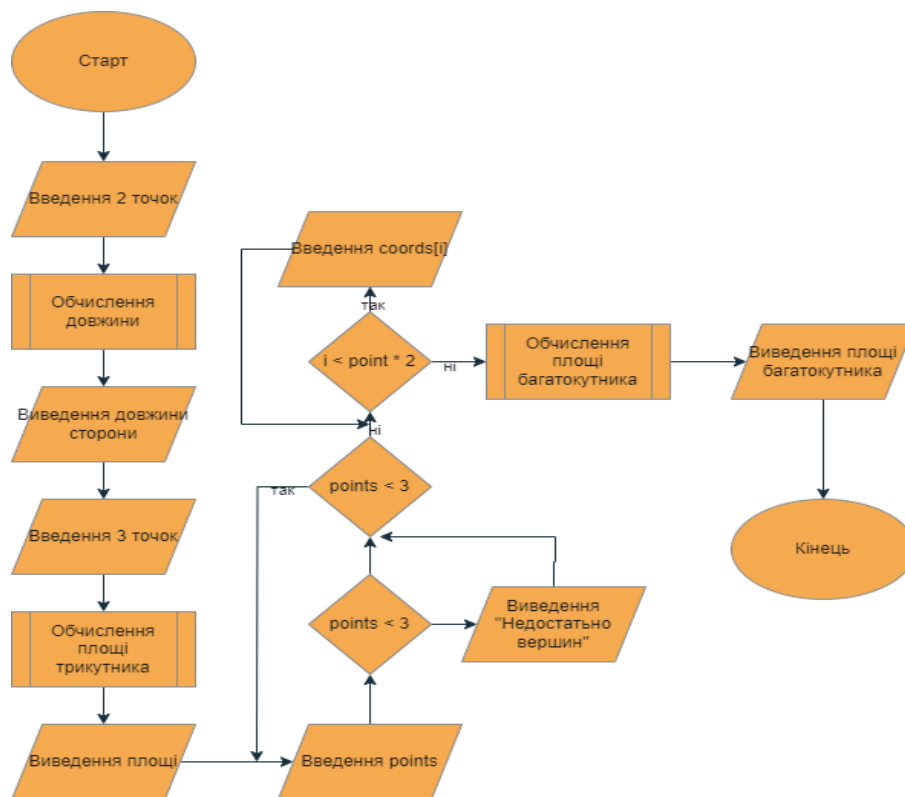 Старт
Введення 2 точок
Обчислення
довжини
Виведення довжини
сторони
Введення 3 точок
Обчислення
площі
трикутника
Виведення площі
Введення points
points < 3
Виведення
"Недостатьно
вершин"
points < 3
так
ні
i < point * 2
так
Введення coords[i]
ні
Обчислення
площі
багатокутника
Виведення площі
багатокутника
Кінець